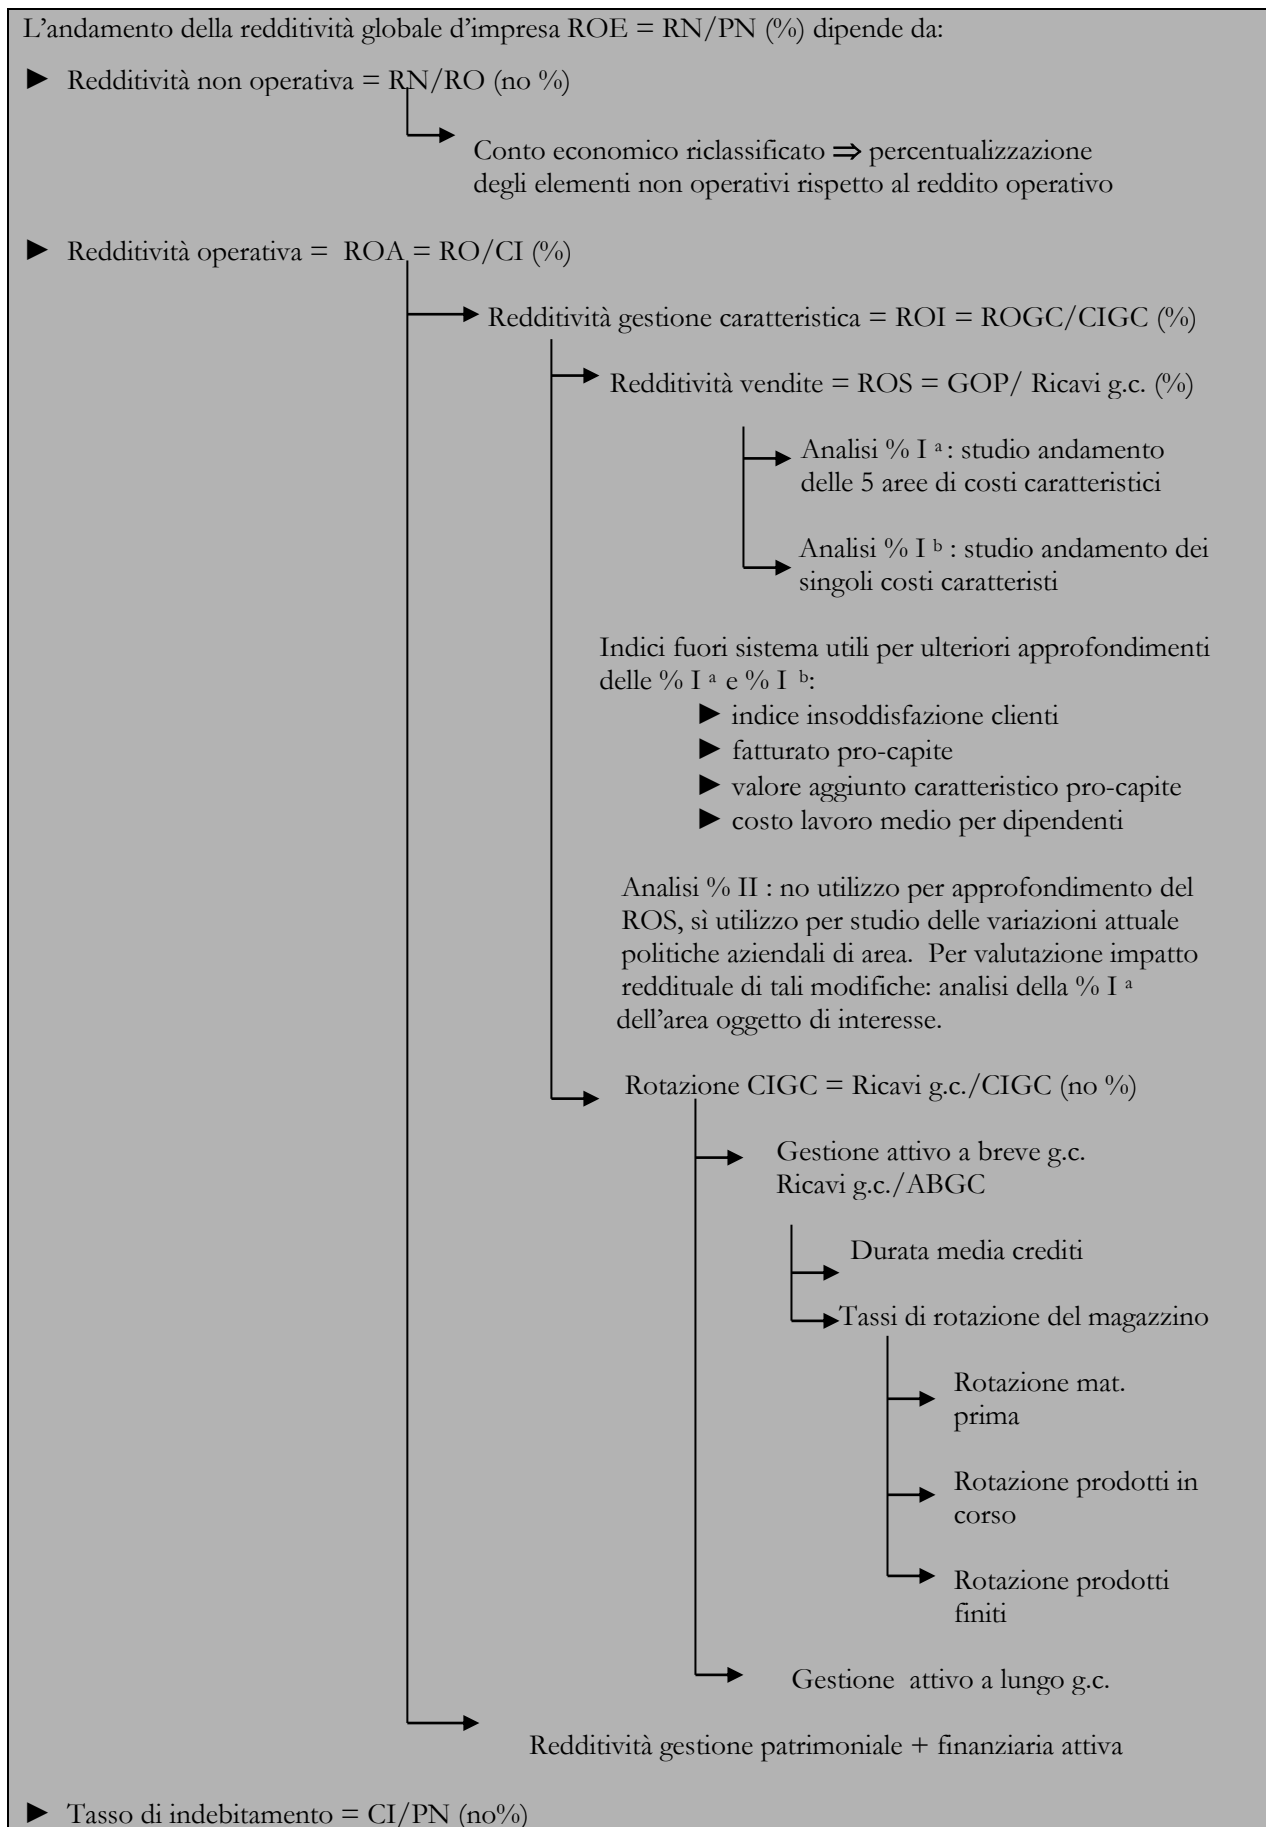 L'andamento della redditività globale d'impresa ROE = RN/PN (%) dipende da:
► Redditività non operativa = RN/RO (no %)
Conto economico riclassificato ⇒ percentualizzazione
degli elementi non operativi rispetto al reddito operativo
► Redditività operativa = ROA = RO/CI (%)
Redditività gestione caratteristica = ROI = ROGC/CIGC (%)
Redditività vendite = ROS = GOP/ Ricavi g.c. (%)
Analisi % I ᵃ : studio andamento
delle 5 aree di costi caratteristici
Analisi % I ᵇ : studio andamento dei
singoli costi caratteristi
Indici fuori sistema utili per ulteriori approfondimenti
delle % I ᵃ e % I ᵇ:
► indice insoddisfazione clienti
► fatturato pro-capite
► valore aggiunto caratteristico pro-capite
► costo lavoro medio per dipendenti
Analisi % II : no utilizzo per approfondimento del
ROS, sì utilizzo per studio delle variazioni attuale
politiche aziendali di area. Per valutazione impatto
reddituale di tali modifiche: analisi della % I ᵃ
dell'area oggetto di interesse.
Rotazione CIGC = Ricavi g.c./CIGC (no %)
Gestione attivo a breve g.c.
Ricavi g.c./ABGC
Durata media crediti
Tassi di rotazione del magazzino
Rotazione mat.
prima
Rotazione prodotti in
corso
Rotazione prodotti
finiti
Gestione attivo a lungo g.c.
Redditività gestione patrimoniale + finanziaria attiva
► Tasso di indebitamento = CI/PN (no%)